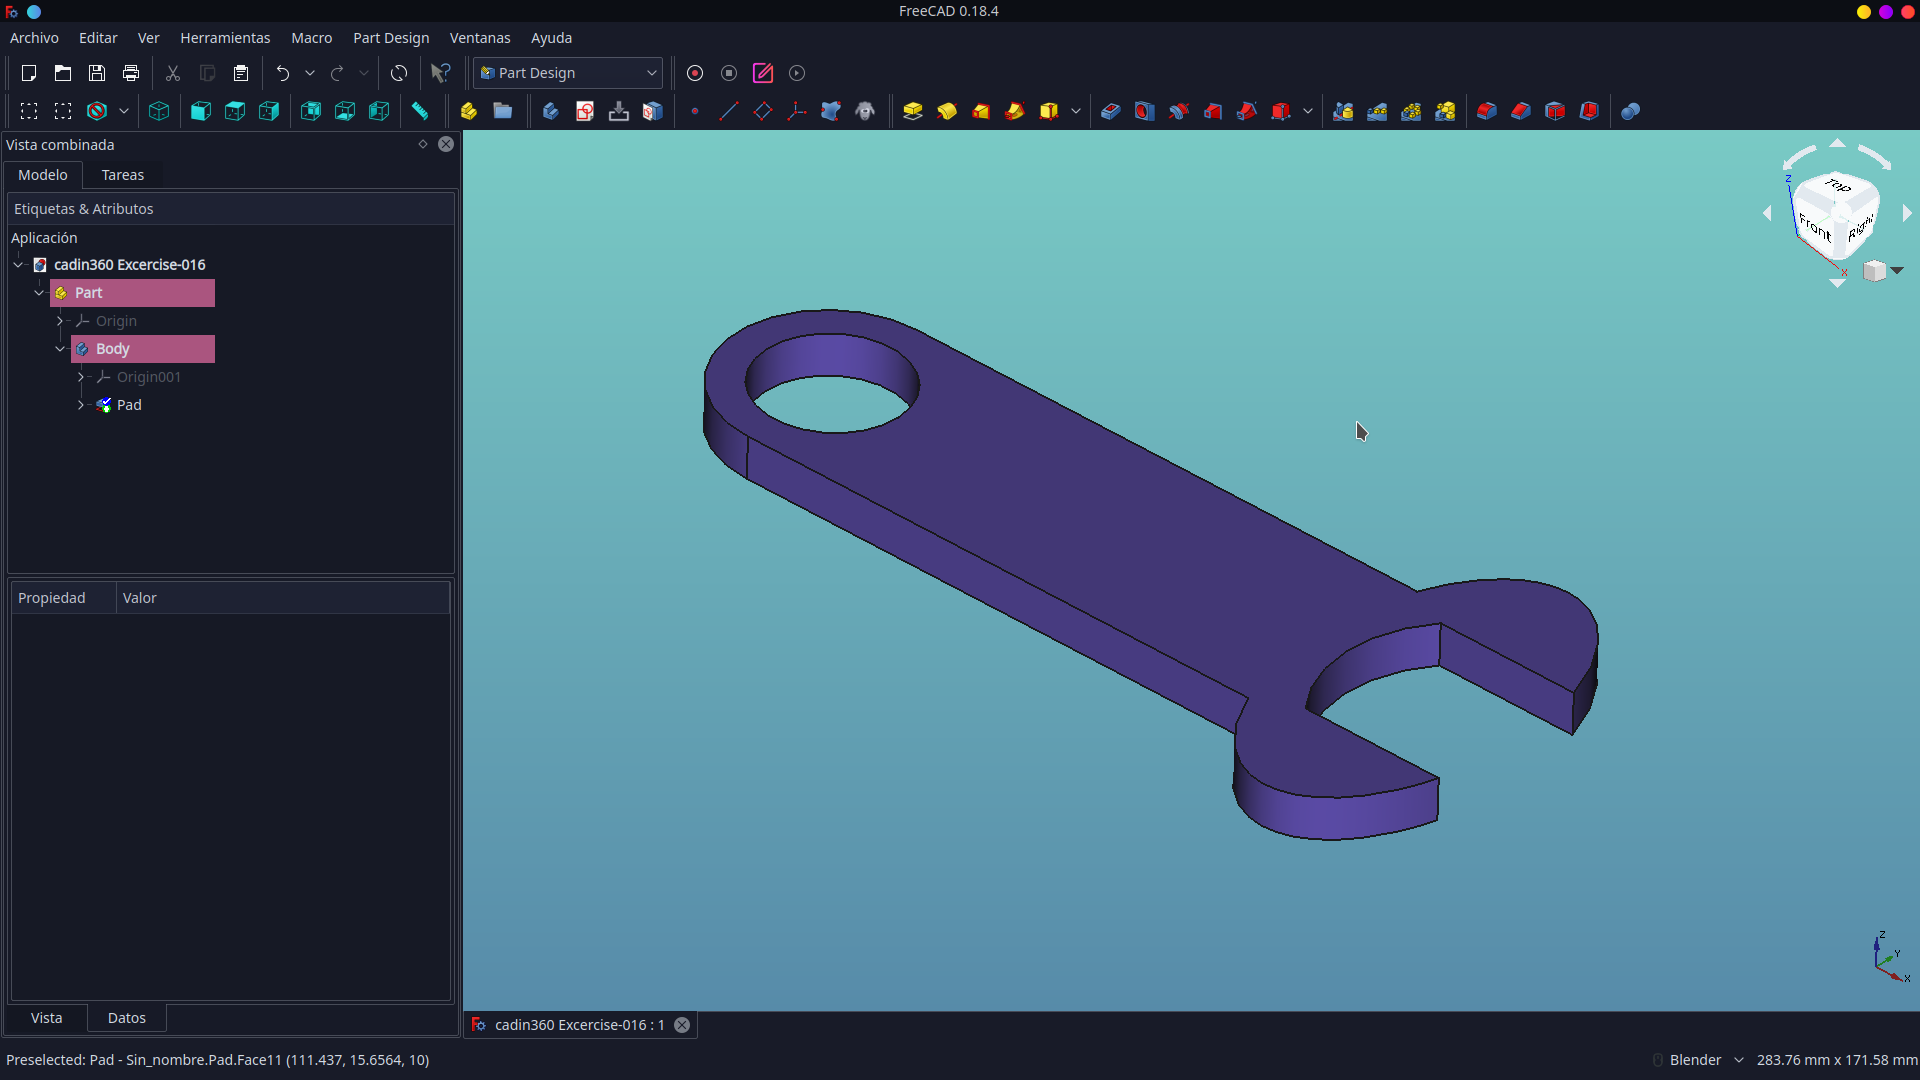 FreeCAD 0.18.4
Archivo Editar Ver Herramientas Macro Part Design Ventanas Ayuda
Part Design
Vista combinada
Modelo Tareas
Etiquetas & Atributos
Aplicación
cadin360 Excercise-016
Part
Origin
Body
Origin001
Pad
Propiedad Valor
Vista Datos
Top
Front
Right
Z
X
Z
Y
X
cadin360 Excercise-016 : 1
Preselected: Pad - Sin_nombre.Pad.Face11 (111.437, 15.6564, 10)
Blender 283.76 mm x 171.58 mm